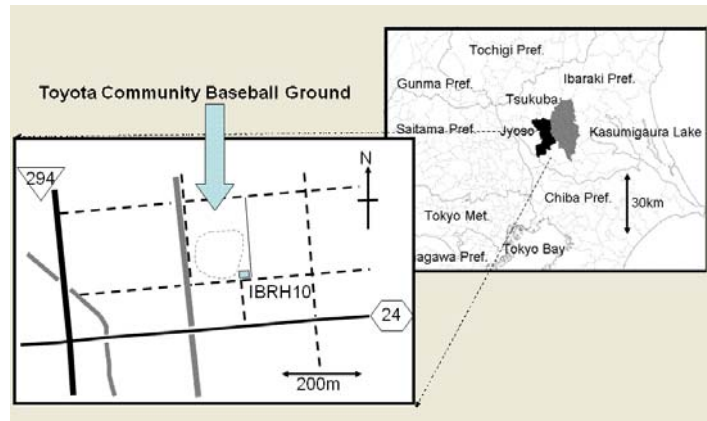 Toyota Community Baseball Ground
294
N
IBRH10
24
200m
Tochigi Pref.
Gunma Pref.
Ibaraki Pref.
Tsukuba
Saitama Pref.
Jyoso
Kasumigaura Lake
Chiba Pref.
30km
Tokyo Met.
Tokyo Bay
agawa Pref.